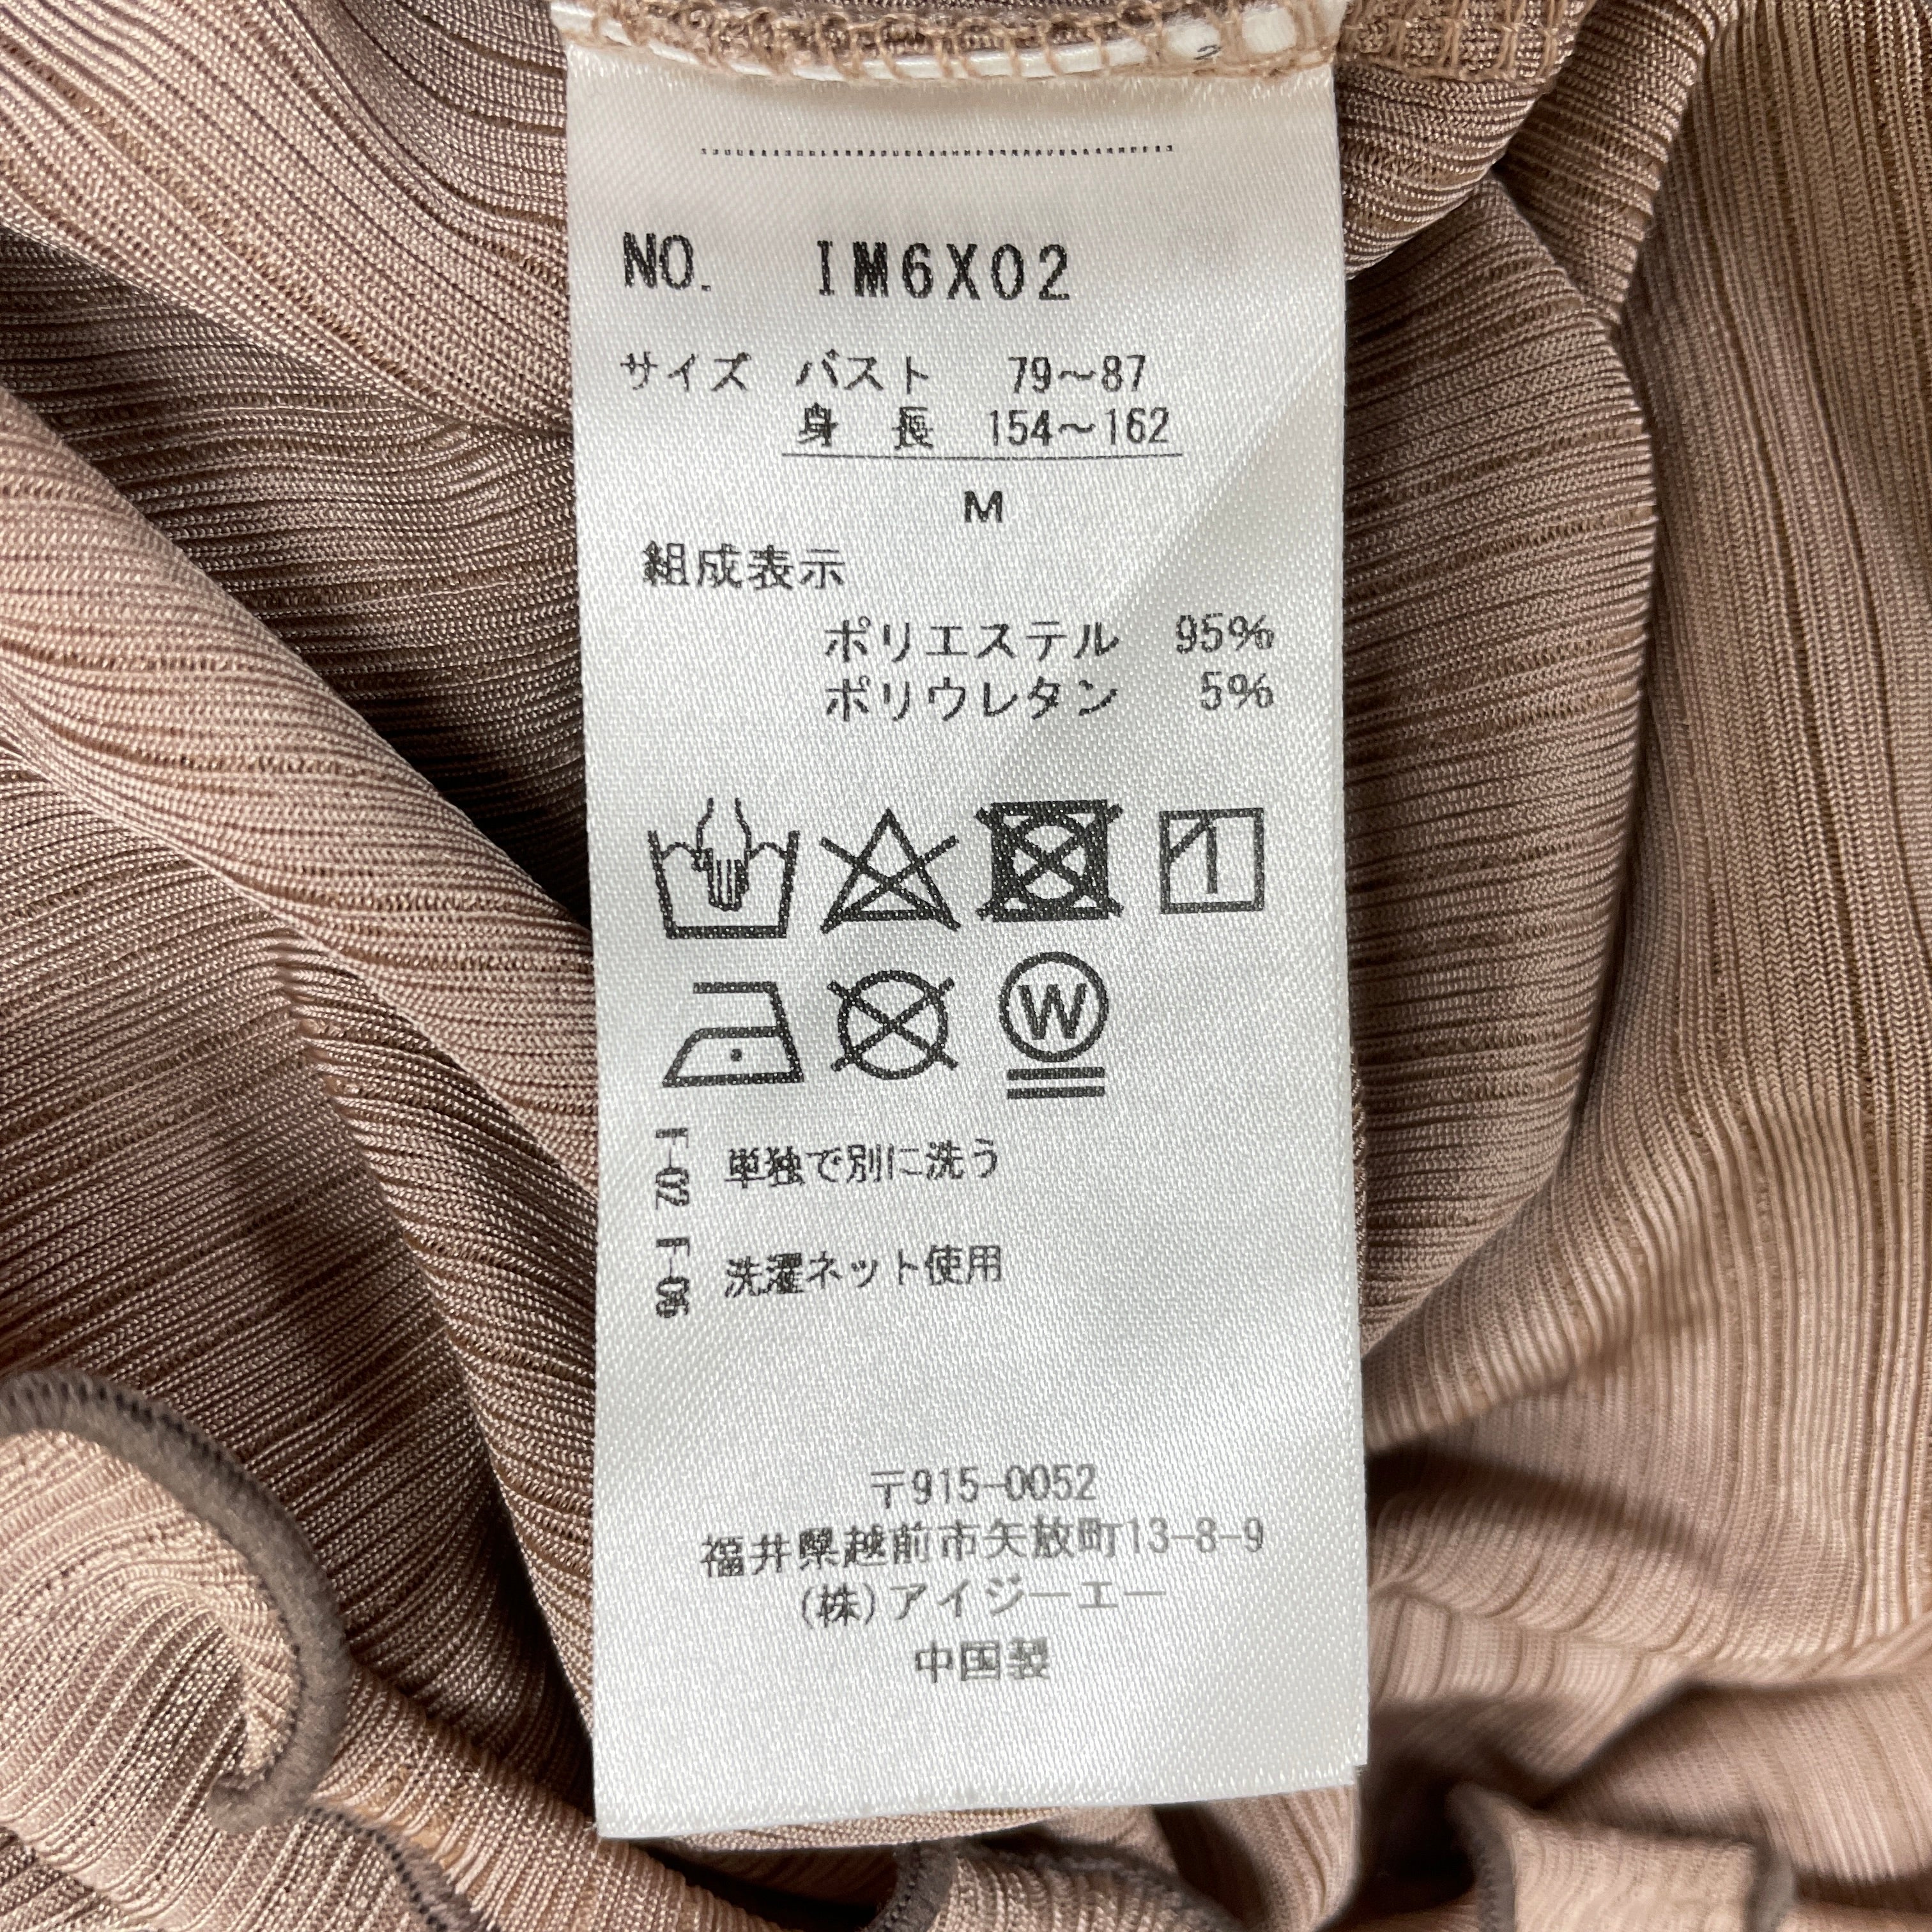 NO. IM6X02
サイズ バスト 79～87
身長 154～162
M
組成表示
ポリエステル 95%
ポリウレタン 5%
W
F-02 単独で別に洗う
F-06 洗濯ネット使用
〒915-0052
福井県越前市矢放町13-8-9
(株)アイジーエー
中国製